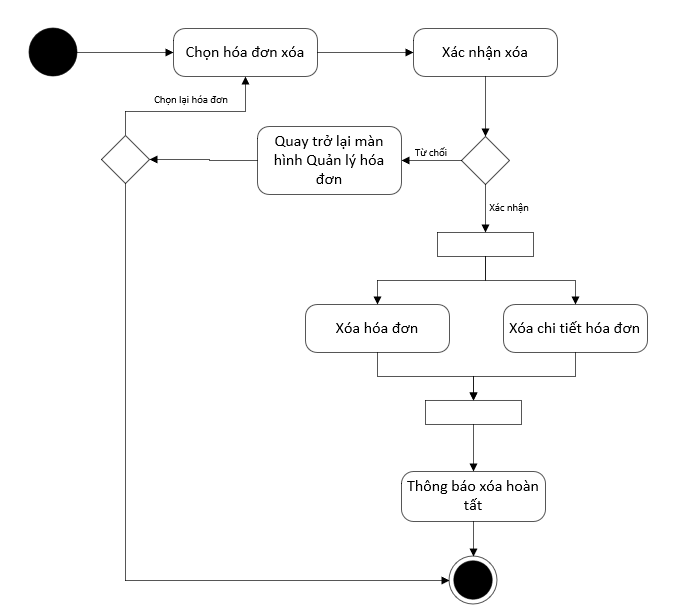 Chọn hóa đơn xóa
Xác nhận xóa
Chọn lại hóa đơn
Quay trở lại màn
hình Quản lý hóa
đơn
Từ chối
Xác nhận
Xóa hóa đơn
Xóa chi tiết hóa đơn
Thông báo xóa hoàn
tất